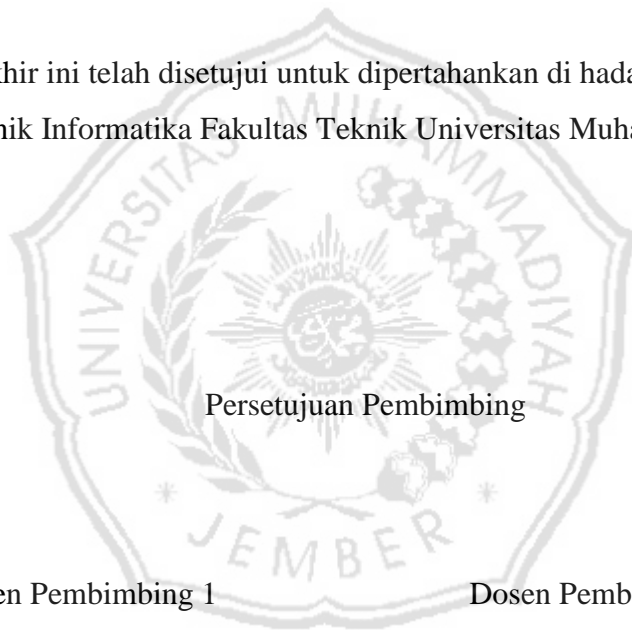 khir ini telah disetujui untuk dipertahankan di hada
nik Informatika Fakultas Teknik Universitas Muha
UNIVERSITAS MUHAMMADIYAH
Persetujuan Pembimbing
* JEMBER *
en Pembimbing 1 Dosen Pemb